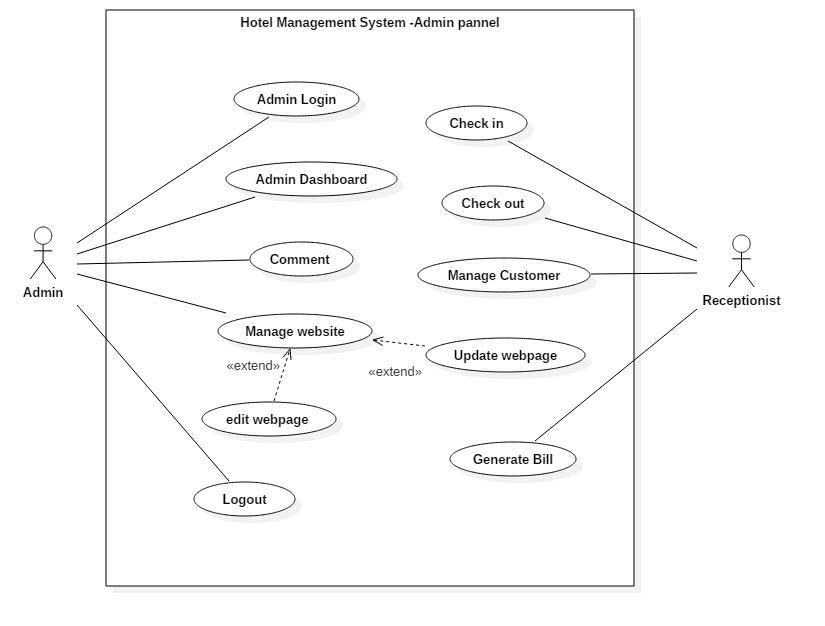 Hotel Management System -Admin pannel
Admin Login
Check in
Admin Dashboard
Check out
Comment
Manage Customer
Admin
Receptionist
Manage website
Update webpage
«extend»
«extend»
edit webpage
Generate Bill
Logout